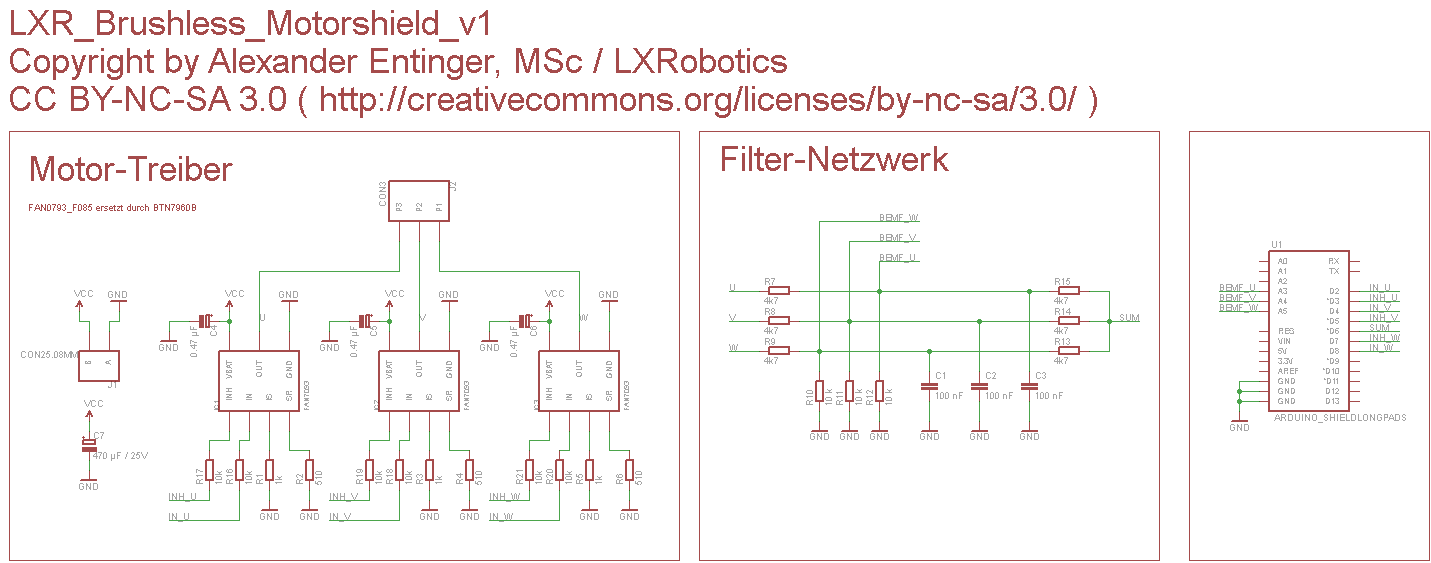 LXR_Brushless_Motorshield_v1
Copyright by Alexander Entinger, MSc / LXRobotics
CC BY-NC-SA 3.0 ( http://creativecommons.org/licenses/by-nc-sa/3.0/ )
Motor-Treiber
FAN0793_F085 ersetzt durch BTN7960B
CON3
J2
P3 P2 P1
VCC GND
VCC GND VCC GND VCC GND
U V W
C4 C5 C6
0.47 µF 0.47 µF 0.47 µF
GND GND GND
CON25.08MM
B A
J1
VBAT OUT GND VBAT OUT GND VBAT OUT GND
INH IN IS SR INH IN IS SR INH IN IS SR
VCC
C7
470 µF / 25V
GND
R17 10k R16 10k R1 1k R2 510
R19 10k R18 10k R3 1k R4 510
R21 10k R20 10k R5 1k R6 510
INH_U INH_V INH_W
IN_U IN_V IN_W
GND GND GND GND GND GND
Filter-Netzwerk
BEMF_W
BEMF_V
BEMF_U
U R7 4k7 R15 4k7
V R8 4k7 R14 4k7 SUM
W R9 4k7 R13 4k7
R10 10 k R11 10 k R12 10 k
C1 C2 C3
100 nF 100 nF 100 nF
GND GND GND GND GND GND
U1
A0 RX
A1 TX
A2
BEMF_U A3 D2 IN_U
BEMF_V A4 *D3 INH_U
BEMF_W A5 D4 IN_V
*D5 INH_V
RES *D6 SUM
VIN D7 INH_W
5V D8 IN_W
3.3V *D9
AREF *D10
GND *D11
GND D12
GND D13
ARDUINO_SHIELDLONGPADS
GND